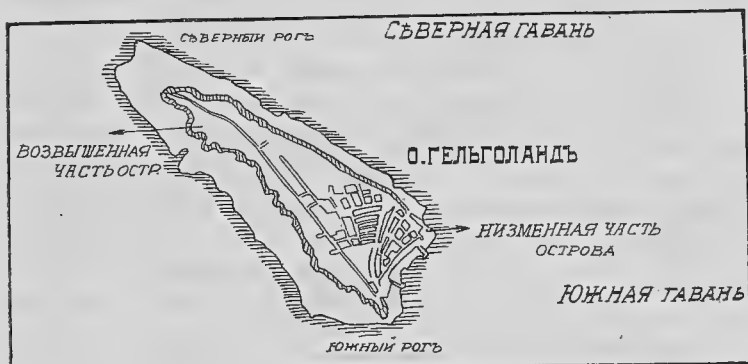 СѢВЕРНЫЙ РОГЪ
СѢВЕРНАЯ ГАВАНЬ
ВОЗВЫШЕННАЯ
ЧАСТЬ ОСТР.
О.ГЕЛЬГОЛАНДЪ
НИЗМЕННАЯ ЧАСТЬ
ОСТРОВА
ЮЖНАЯ ГАВАНЬ
ЮЖНЫЙ РОГЪ